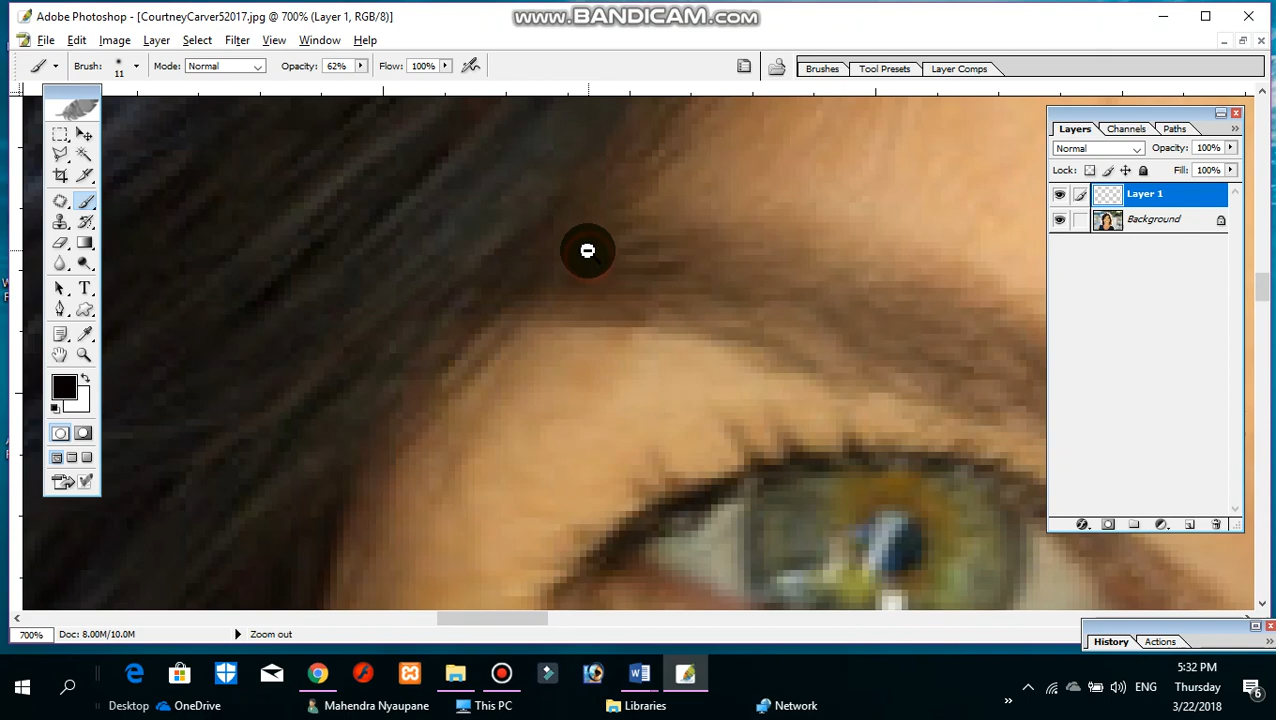 Adobe Photoshop - [CourtneyCarver52017.jpg @ 700% (Layer 1, RGB/8)]
www.BANDICAM.com
File Edit Image Layer Select Filter View Window Help
Brush: 11 Mode: Normal Opacity: 62% Flow: 100% Brushes Tool Presets Layer Comps
Layers Channels Paths
Normal Opacity: 100%
Lock: Fill: 100%
Layer 1
Background
700% Doc: 8.00M/10.0M Zoom out
History Actions
5:32 PM
ENG Thursday 6
Desktop OneDrive Mahendra Nyaupane This PC Libraries Network 3/22/2018